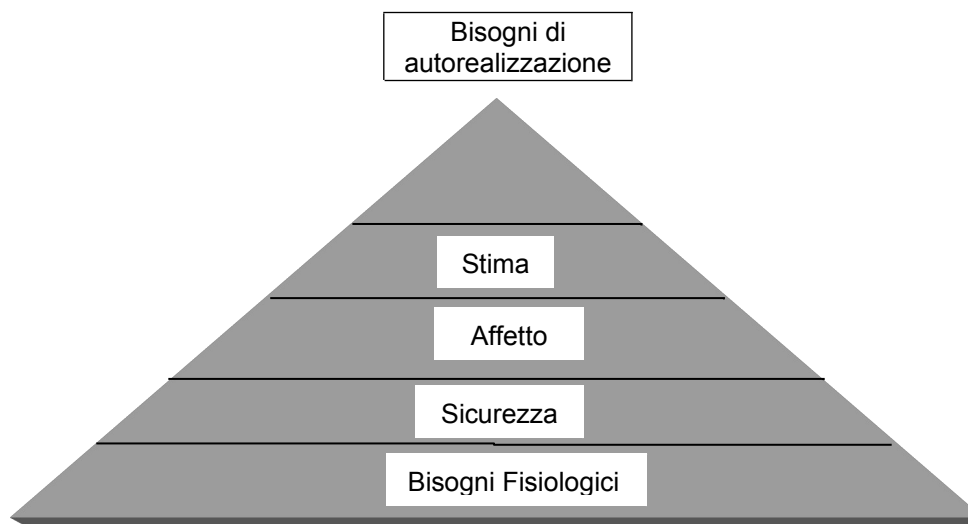 Bisogni di
autorealizzazione
Stima
Affetto
Sicurezza
Bisogni Fisiologici